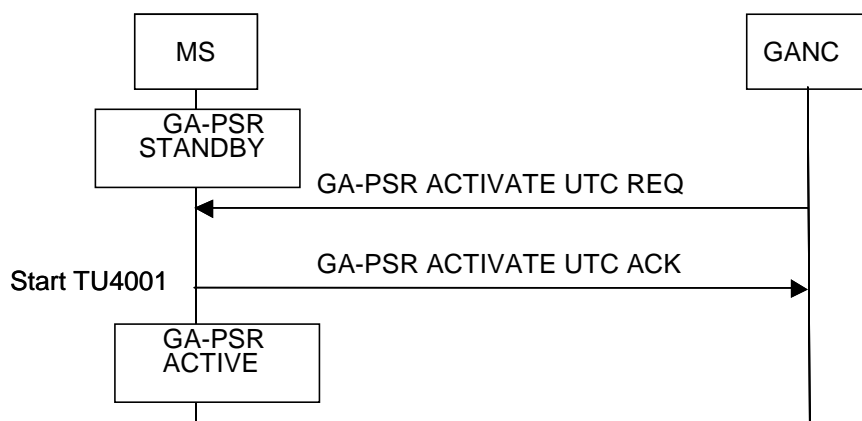 MS
GANC
GA-PSR
STANDBY
GA-PSR ACTIVATE UTC REQ
GA-PSR ACTIVATE UTC ACK
Start TU4001
GA-PSR
ACTIVE